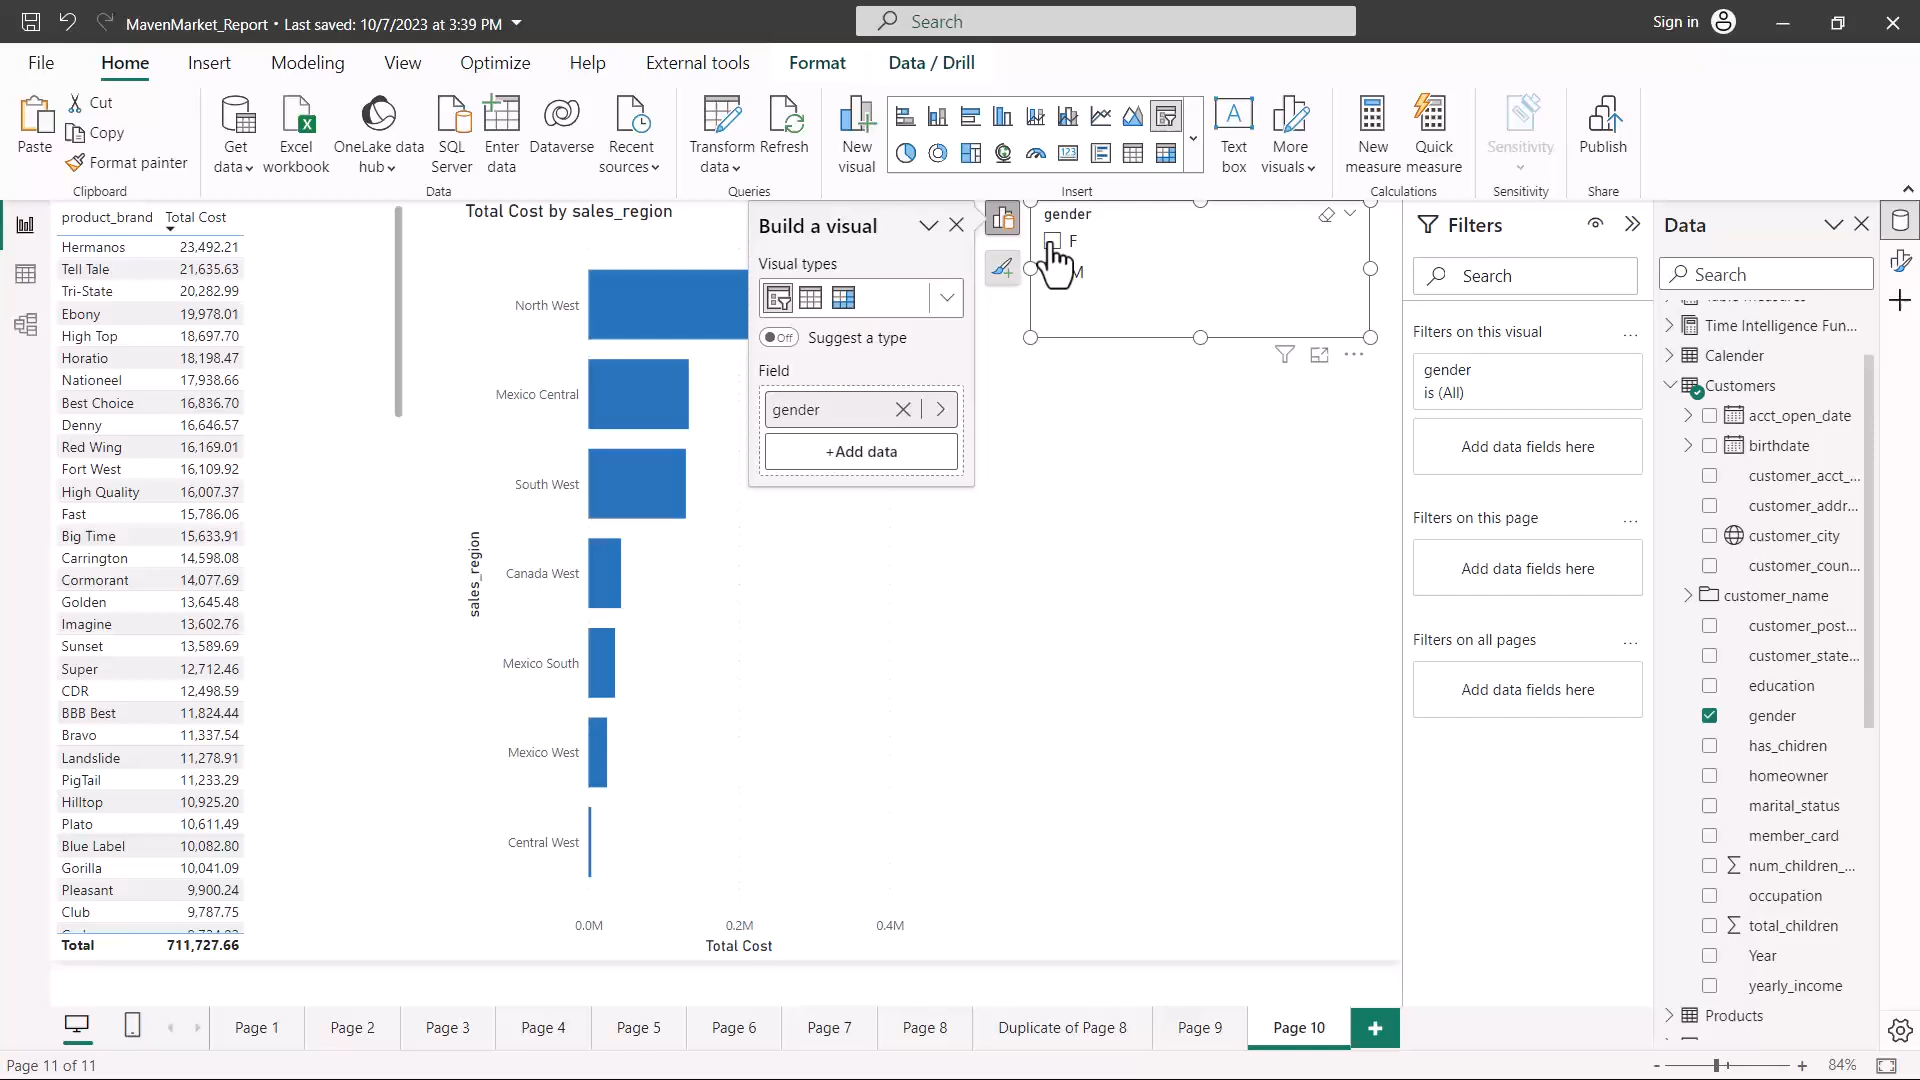 MavenMarket_Report • Last saved: 10/7/2023 at 3:39 PM
Search
Sign in
File
Home
Insert
Modeling
View
Optimize
Help
External tools
Format
Data / Drill
Paste
Cut
Copy
Format painter
Clipboard
Get data
Excel workbook
OneLake data hub
SQL Server
Enter data
Dataverse
Recent sources
Data
Transform data
Refresh
Queries
New visual
Text box
More visuals
Insert
New measure
Quick measure
Calculations
Sensitivity
Sensitivity
Publish
Share
product_brand Total Cost
Hermanos 23,492.21
Tell Tale 21,635.63
Tri-State 20,282.99
Ebony 19,978.01
High Top 18,697.70
Horatio 18,198.47
Nationeel 17,938.66
Best Choice 16,836.70
Denny 16,646.57
Red Wing 16,169.01
Fort West 16,109.92
High Quality 16,007.37
Fast 15,786.06
Big Time 15,633.91
Carrington 14,598.08
Cormorant 14,077.69
Golden 13,645.48
Imagine 13,602.76
Sunset 13,589.69
Super 12,712.46
CDR 12,498.59
BBB Best 11,824.44
Bravo 11,337.54
Landslide 11,278.91
PigTail 11,233.29
Hilltop 10,925.20
Plato 10,611.49
Blue Label 10,082.80
Gorilla 10,041.09
Pleasant 9,900.24
Club 9,787.75
Total 711,727.66
Total Cost by sales_region
sales_region
North West
Mexico Central
South West
Canada West
Mexico South
Mexico West
Central West
0.0M 0.2M 0.4M
Total Cost
Build a visual
Visual types
Off Suggest a type
Field
gender
+Add data
gender
F
M
Filters
Search
Filters on this visual ...
gender
is (All)
Add data fields here
Filters on this page ...
Add data fields here
Filters on all pages ...
Add data fields here
Data
Search
Time Intelligence Fun...
Calender
Customers
acct_open_date
birthdate
customer_acct_...
customer_addr...
customer_city
customer_coun...
customer_name
customer_post...
customer_state...
education
gender
has_chidren
homeowner
marital_status
member_card
num_children_...
occupation
total_children
Year
yearly_income
Products
Page 1
Page 2
Page 3
Page 4
Page 5
Page 6
Page 7
Page 8
Duplicate of Page 8
Page 9
Page 10
Page 11 of 11
84%